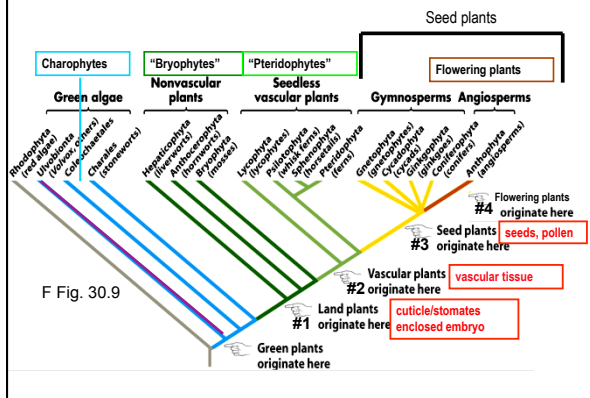 Seed plants
Charophytes
"Bryophytes"
"Pteridophytes"
Flowering plants
Green algae
Nonvascular
plants
Seedless
vascular plants
Gymnosperms
Angiosperms
Rhodophyta
(red algae)
Ulvobionta
(Volvox, others)
Coleochaetales
Charales
(stoneworts)
Hepaticophyta
(liverworts)
Anthocerophyta
(hornworts)
Bryophyta
(mosses)
Lycophyta
(lycophytes)
Psilotophyta
(whisk ferns)
Sphenophyta
(horsetails)
Pteridophyta
(ferns)
Gnetophyta
(gnetophytes)
Cycadophyta
(cycads)
Ginkgophyta
(ginkgoes)
Coniferophyta
(conifers)
Anthophyta
(angiosperms)
#4 Flowering plants
originate here
#3 Seed plants
originate here
seeds, pollen
#2 Vascular plants
originate here
vascular tissue
#1 Land plants
originate here
cuticle/stomates
enclosed embryo
Green plants
originate here
F Fig. 30.9